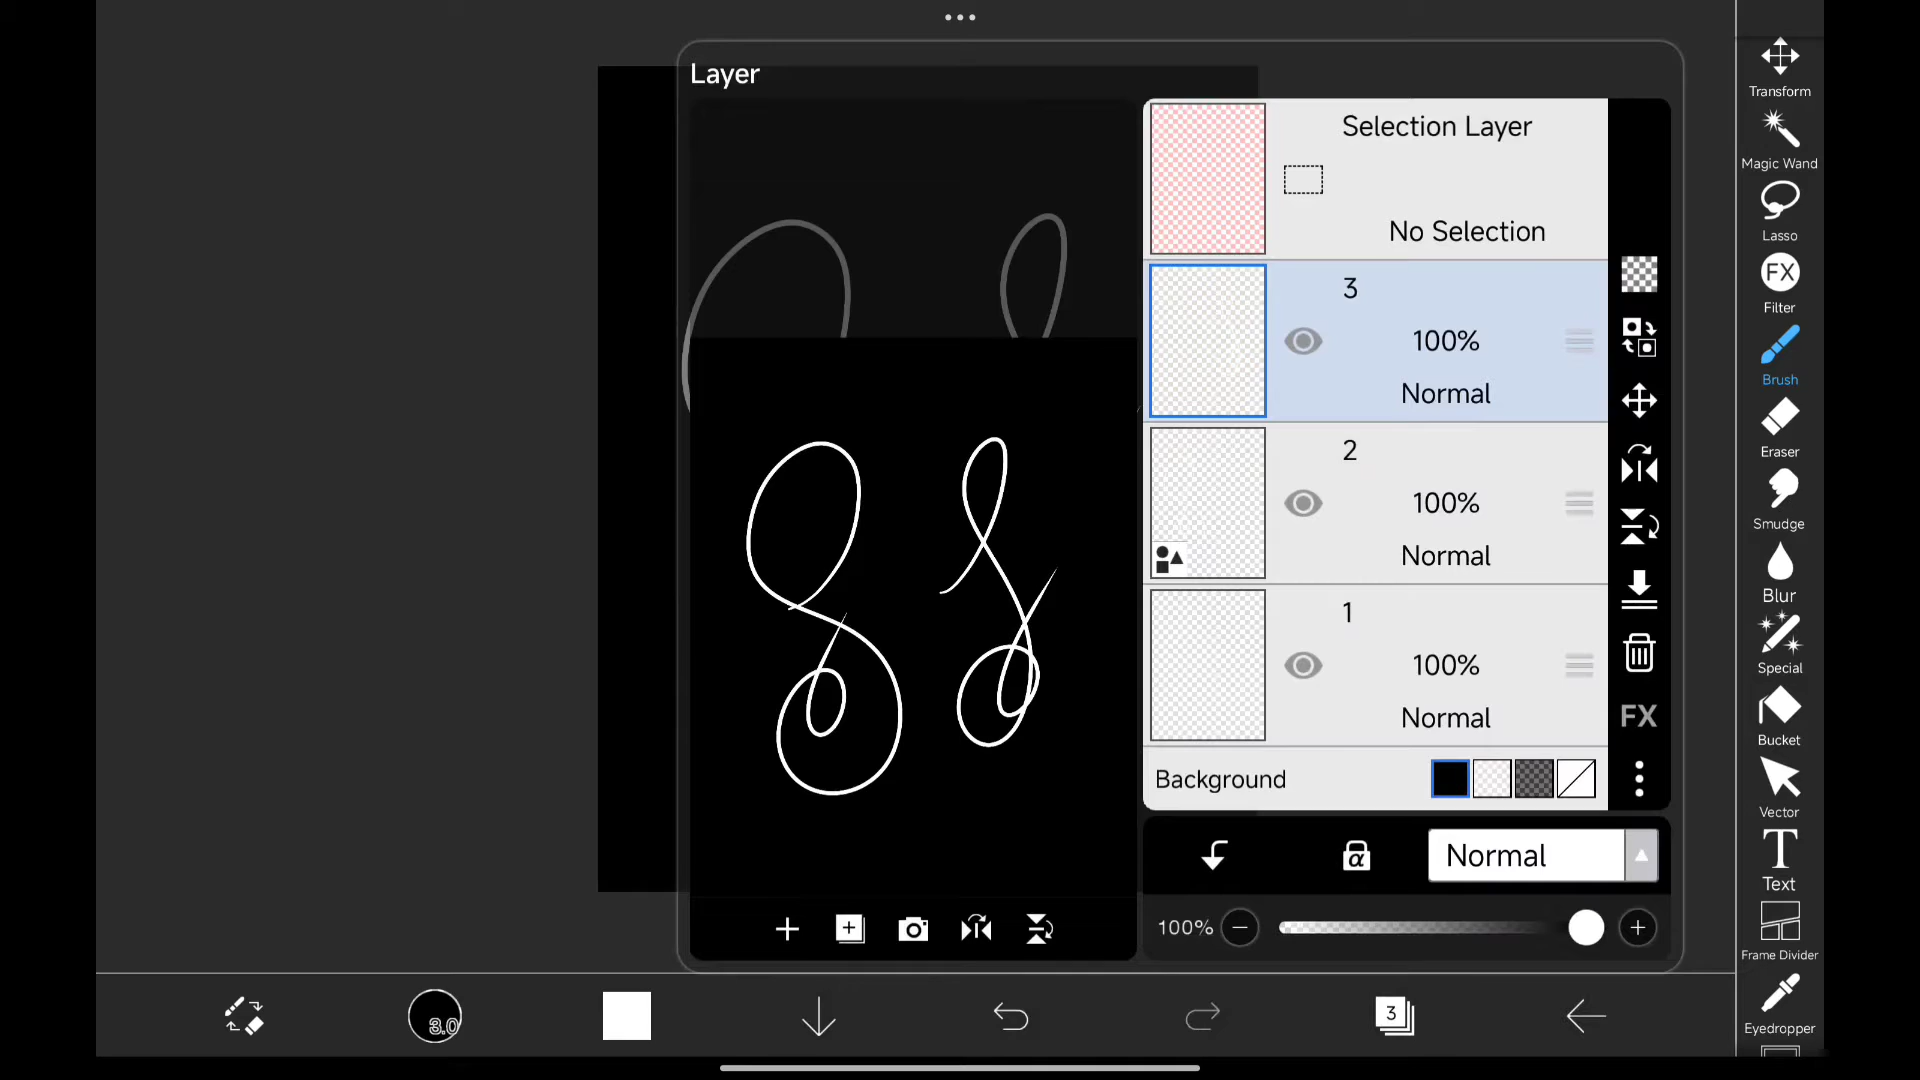 Layer
Selection Layer
No Selection
3
100%
Normal
2
100%
Normal
1
100%
Normal
Background
FX
Normal
100%
Transform
Magic Wand
Lasso
FX
Filter
Brush
Eraser
Smudge
Blur
Special
Bucket
Vector
T
Text
Frame Divider
Eyedropper
3.0
3